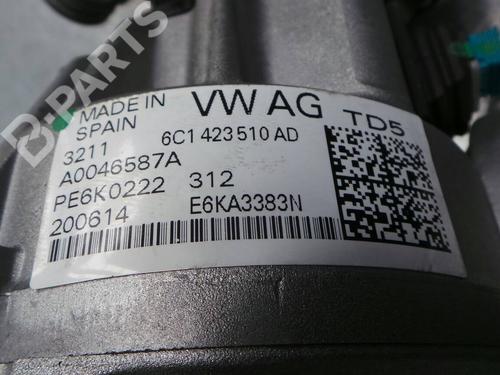 B-PARTS
MADE IN
SPAIN
VW AG
TD5
3211
6C1 423 510 AD
A0046587A
PE6K0222 312
200614
E6KA3383N